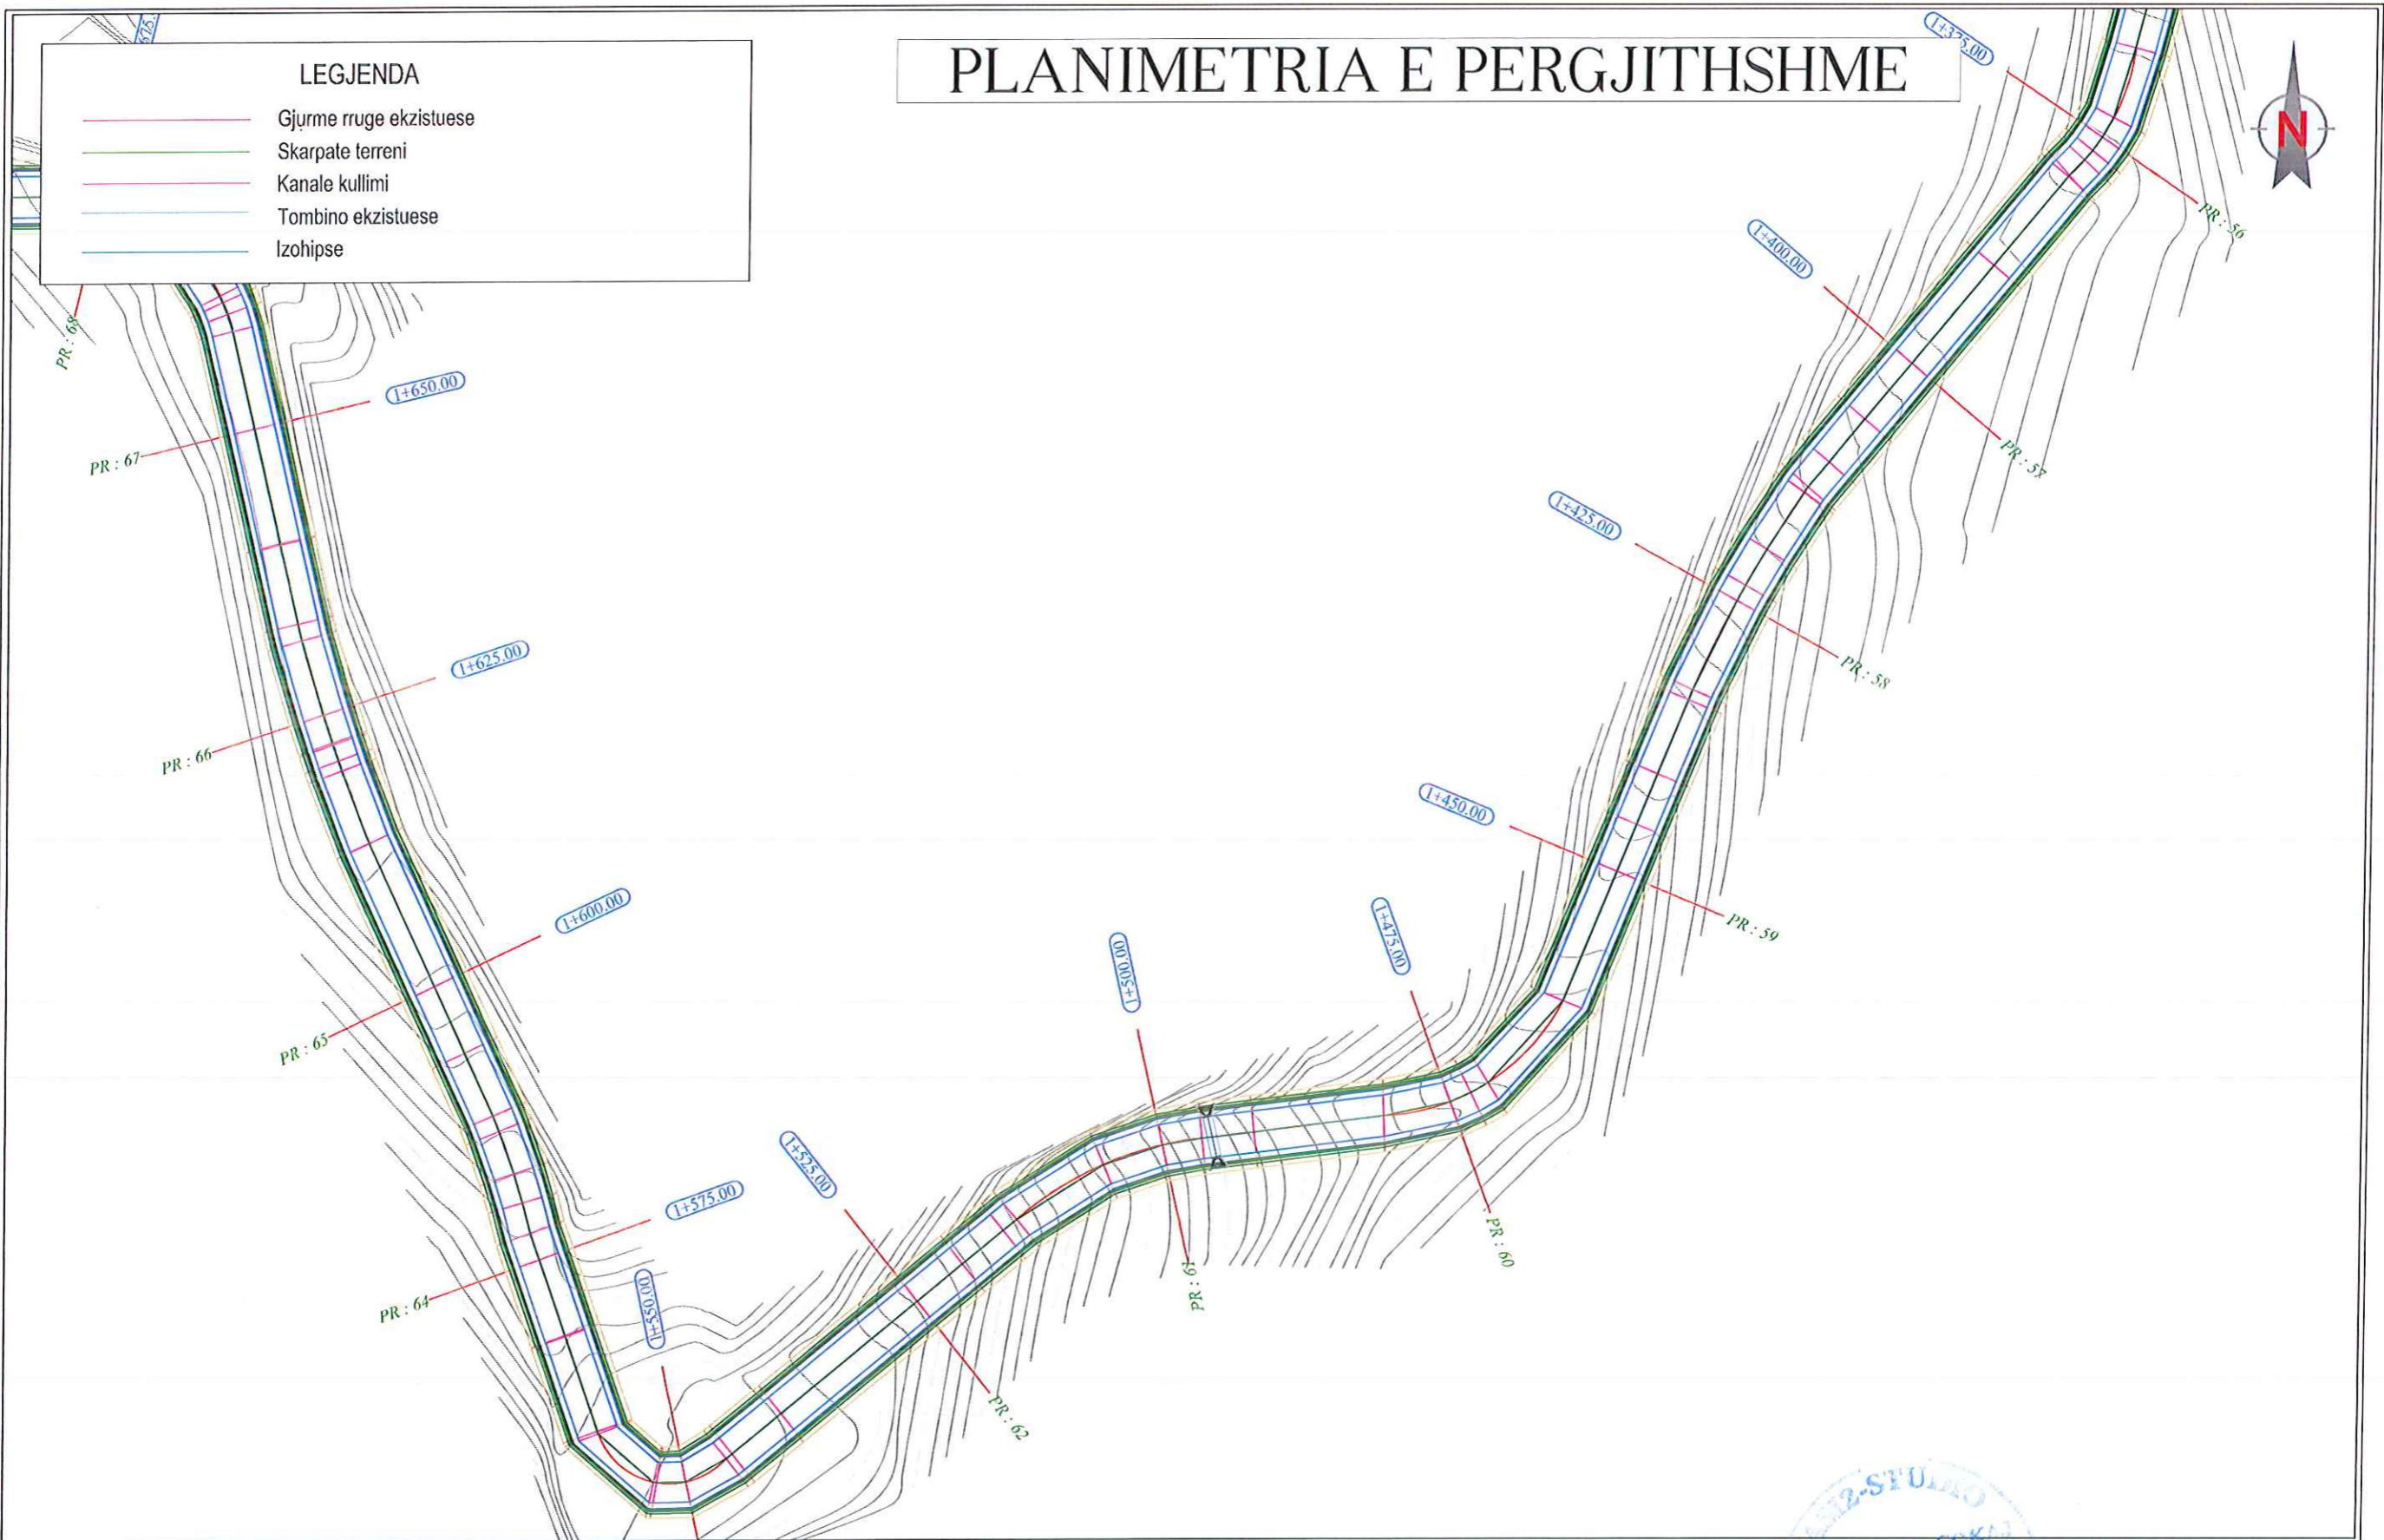 PLANIMETRIA E PERGJITHSHME
LEGJENDA
Gjurme rruge ekzistuese
Skarpate terreni
Kanale kullimi
Tombino ekzistuese
Izohipse
N
1+375.00
PR : 56
1+400.00
PR : 57
1+425.00
PR : 58
1+450.00
PR : 59
1+475.00
PR : 60
1+500.00
PR : 61
1+525.00
PR : 62
1+550.00
1+575.00
PR : 64
1+600.00
PR : 65
1+625.00
PR : 66
1+650.00
PR : 67
PR : 68